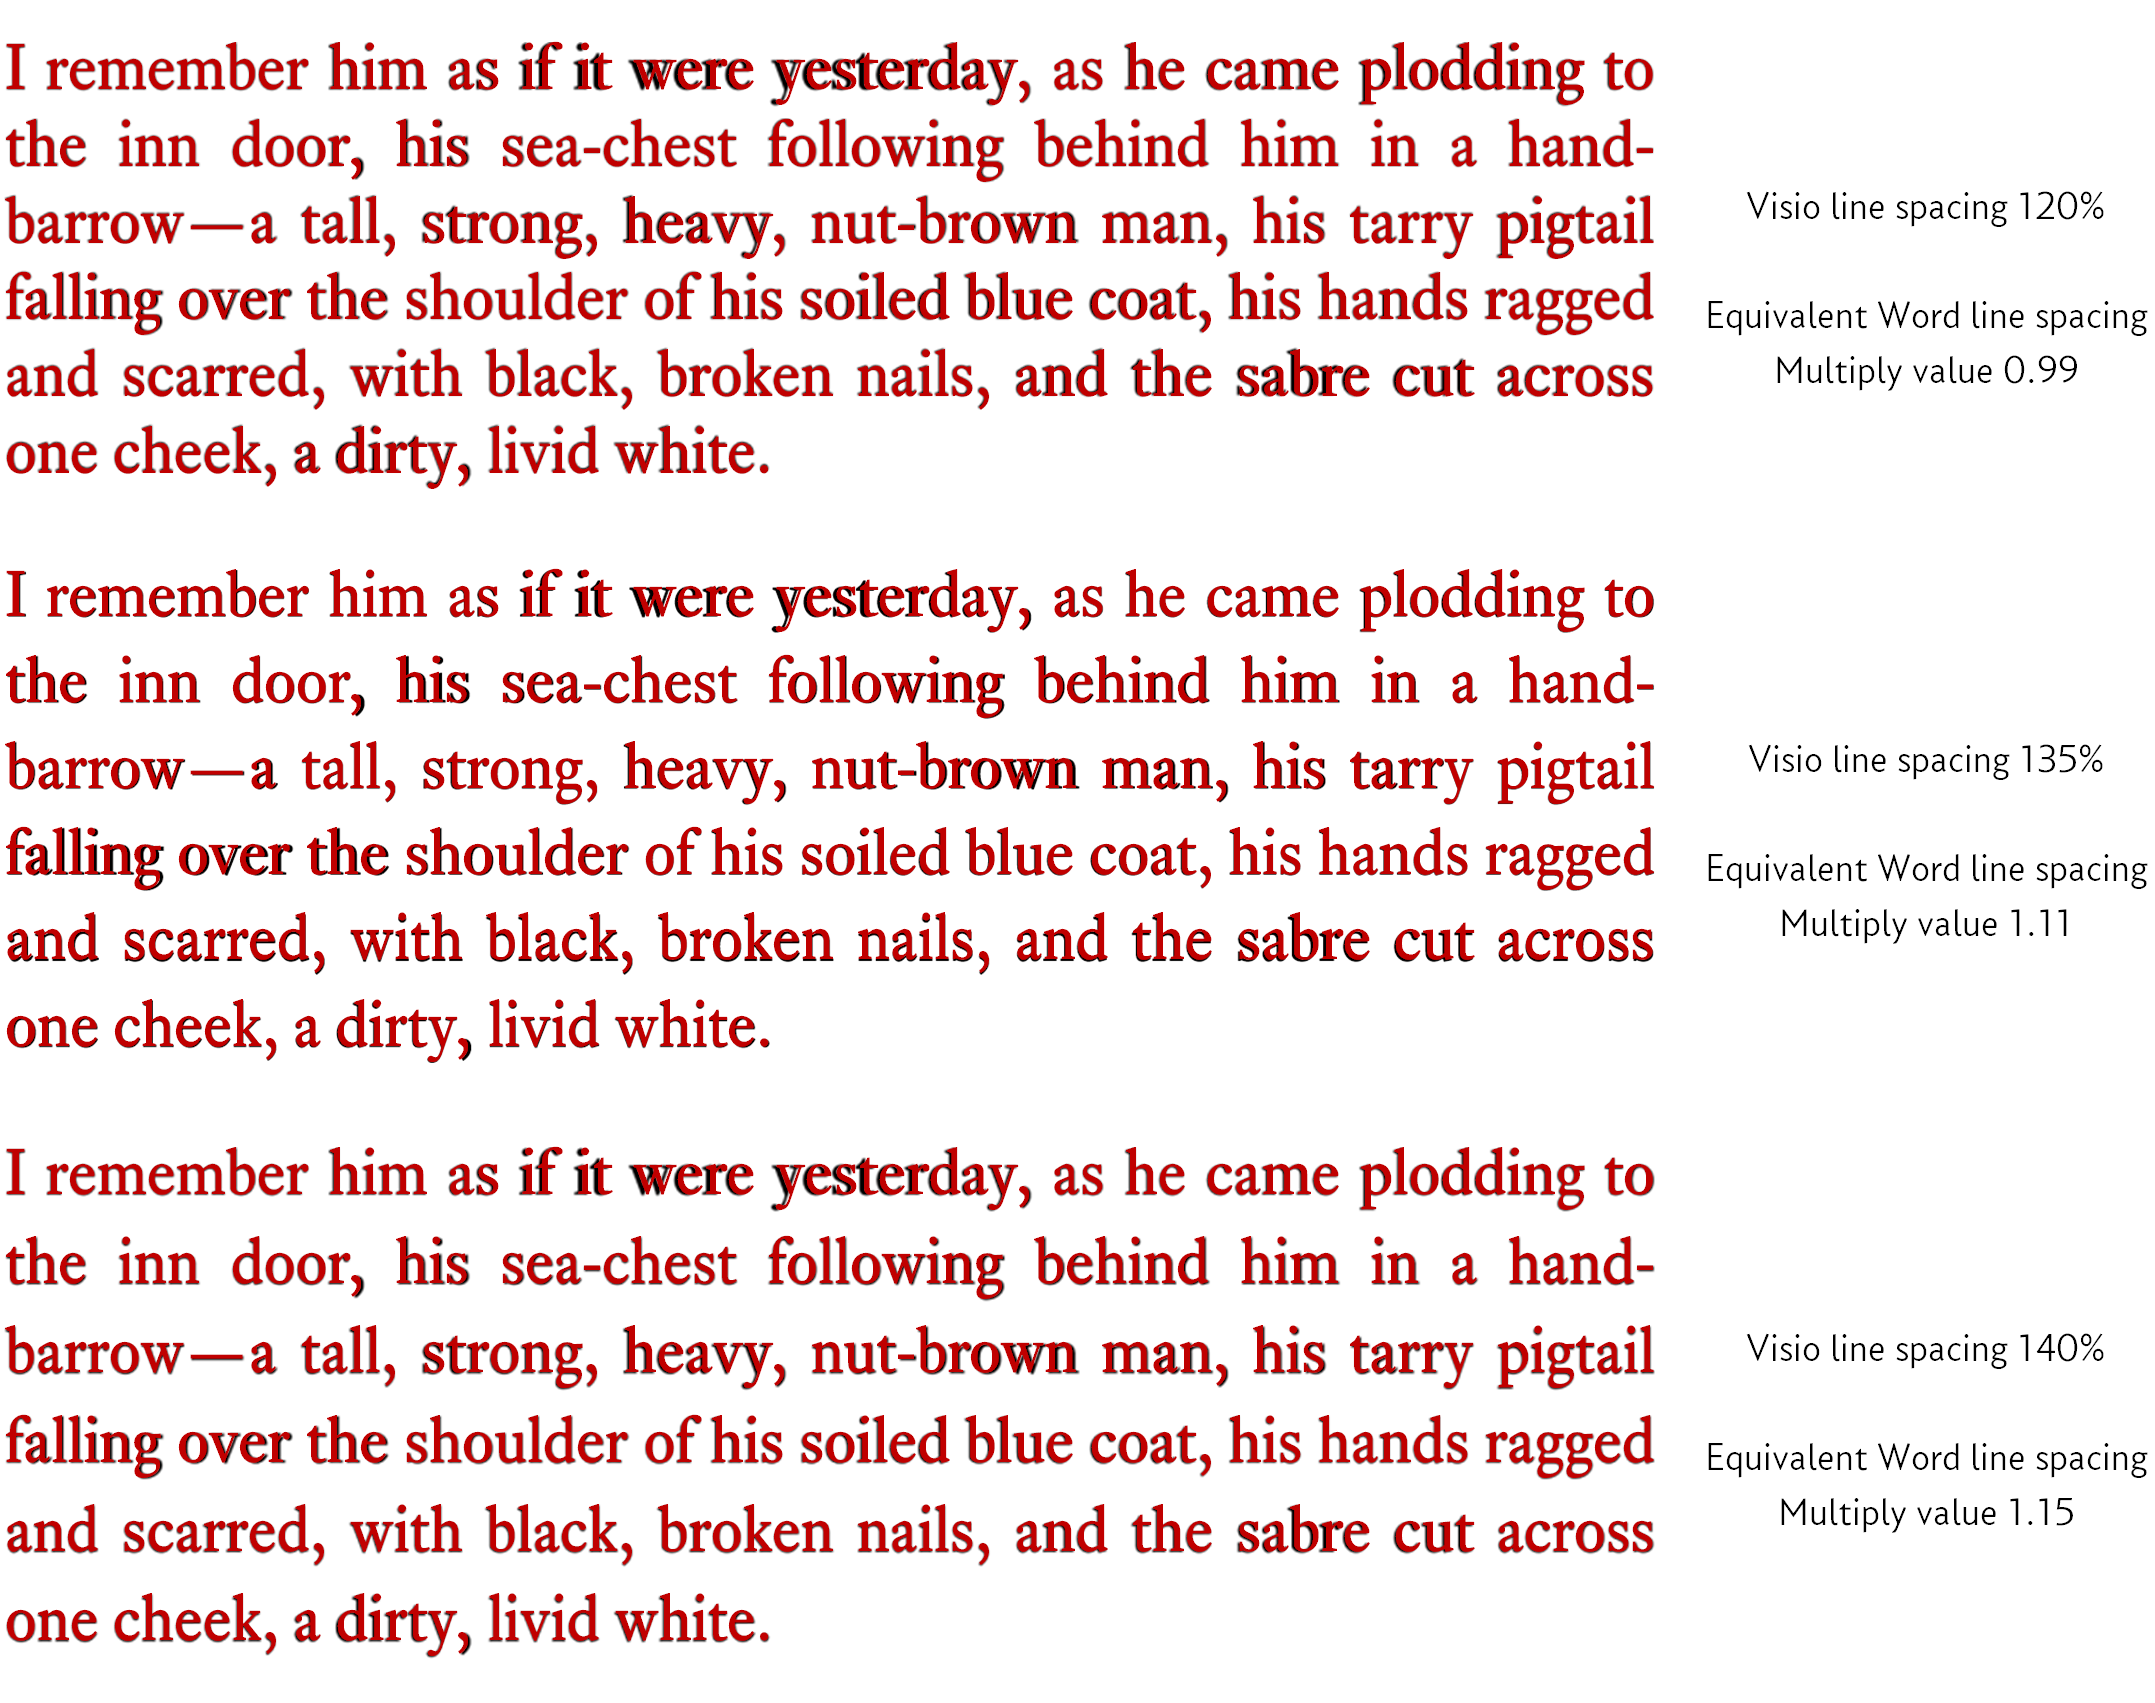 I remember him as if it were yesterday, as he came plodding to
the inn door, his sea-chest following behind him in a hand-
barrow—a tall, strong, heavy, nut-brown man, his tarry pigtail
falling over the shoulder of his soiled blue coat, his hands ragged
and scarred, with black, broken nails, and the sabre cut across
one cheek, a dirty, livid white.
Visio line spacing 120%
Equivalent Word line spacing
Multiply value 0.99
I remember him as if it were yesterday, as he came plodding to
the inn door, his sea-chest following behind him in a hand-
barrow—a tall, strong, heavy, nut-brown man, his tarry pigtail
falling over the shoulder of his soiled blue coat, his hands ragged
and scarred, with black, broken nails, and the sabre cut across
one cheek, a dirty, livid white.
Visio line spacing 135%
Equivalent Word line spacing
Multiply value 1.11
I remember him as if it were yesterday, as he came plodding to
the inn door, his sea-chest following behind him in a hand-
barrow—a tall, strong, heavy, nut-brown man, his tarry pigtail
falling over the shoulder of his soiled blue coat, his hands ragged
and scarred, with black, broken nails, and the sabre cut across
one cheek, a dirty, livid white.
Visio line spacing 140%
Equivalent Word line spacing
Multiply value 1.15